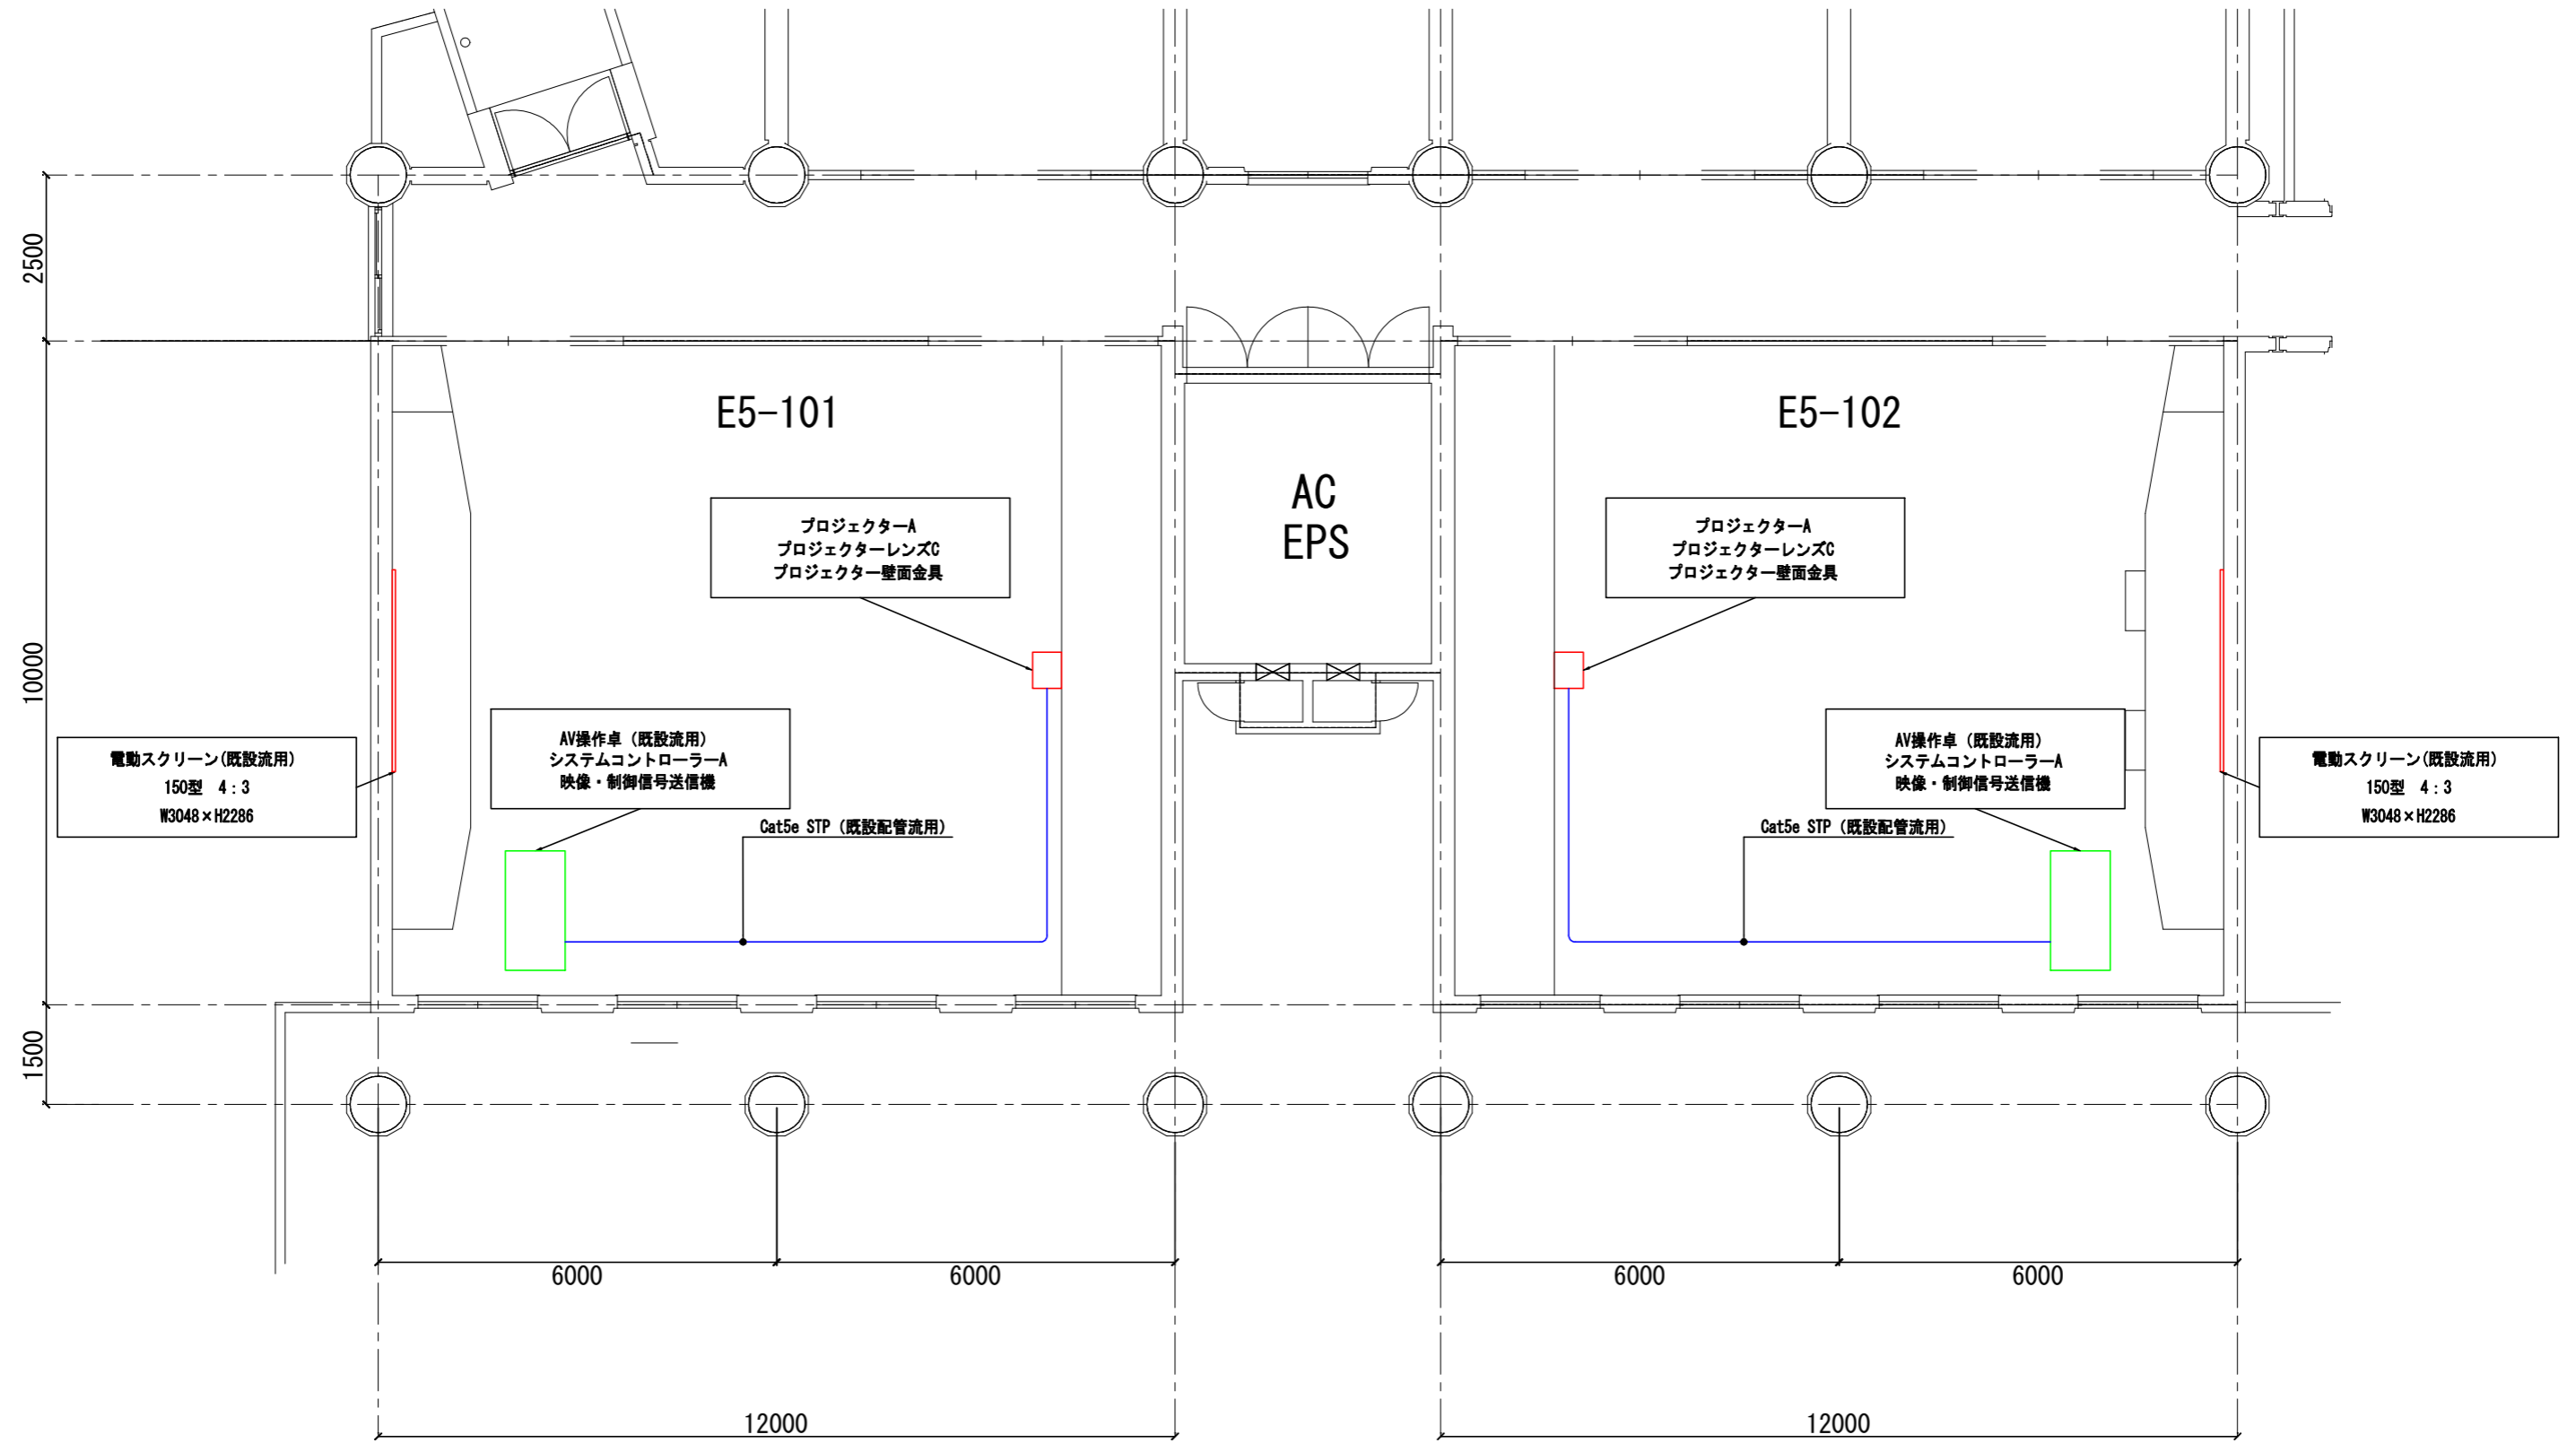 2500
10000
1500
E5-101
AC
EPS
E5-102
プロジェクターA
プロジェクターレンズC
プロジェクター壁面金具
プロジェクターA
プロジェクターレンズC
プロジェクター壁面金具
電動スクリーン(既設流用)
150型 4：3
W3048×H2286
AV操作卓（既設流用）
システムコントローラーA
映像・制御信号送信機
Cat5e STP（既設配管流用）
AV操作卓（既設流用）
システムコントローラーA
映像・制御信号送信機
Cat5e STP（既設配管流用）
電動スクリーン(既設流用)
150型 4：3
W3048×H2286
6000
6000
6000
6000
12000
12000